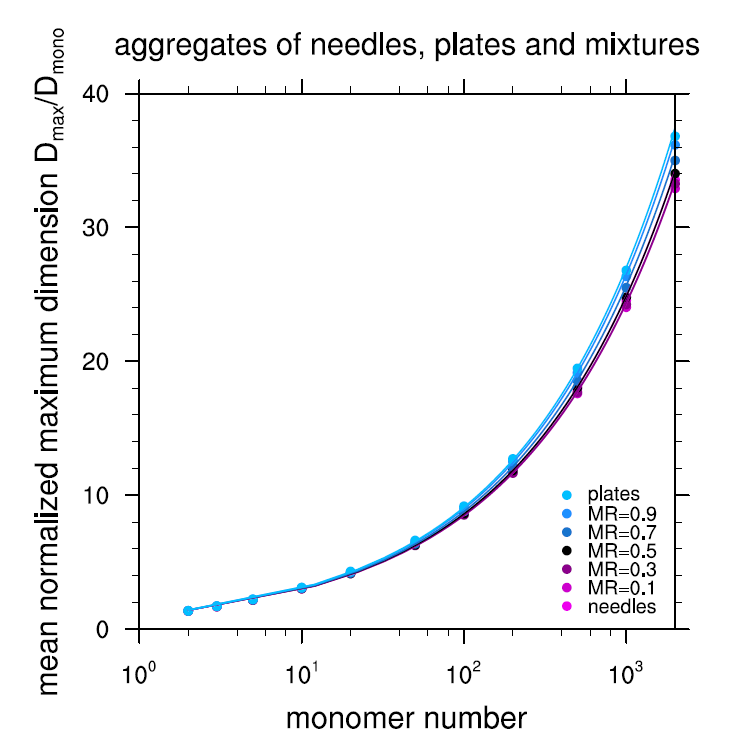 aggregates of needles, plates and mixtures
mean normalized maximum dimension Dmax/Dmono
40
30
20
10
0
10⁰
10¹
10²
10³
monomer number
plates
MR=0.9
MR=0.7
MR=0.5
MR=0.3
MR=0.1
needles